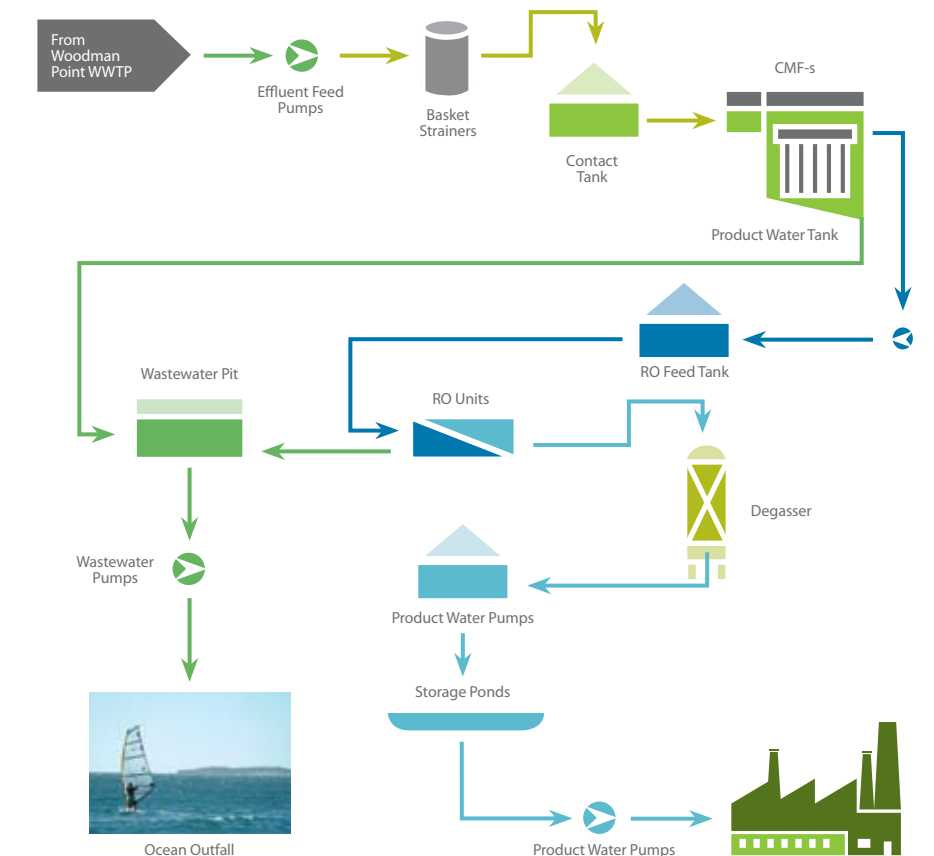 From
Woodman
Point WWTP
Effluent Feed
Pumps
Basket
Strainers
Contact
Tank
CMF-s
Product Water Tank
RO Feed Tank
Wastewater Pit
RO Units
Degasser
Wastewater
Pumps
Product Water Pumps
Storage Ponds
Ocean Outfall
Product Water Pumps